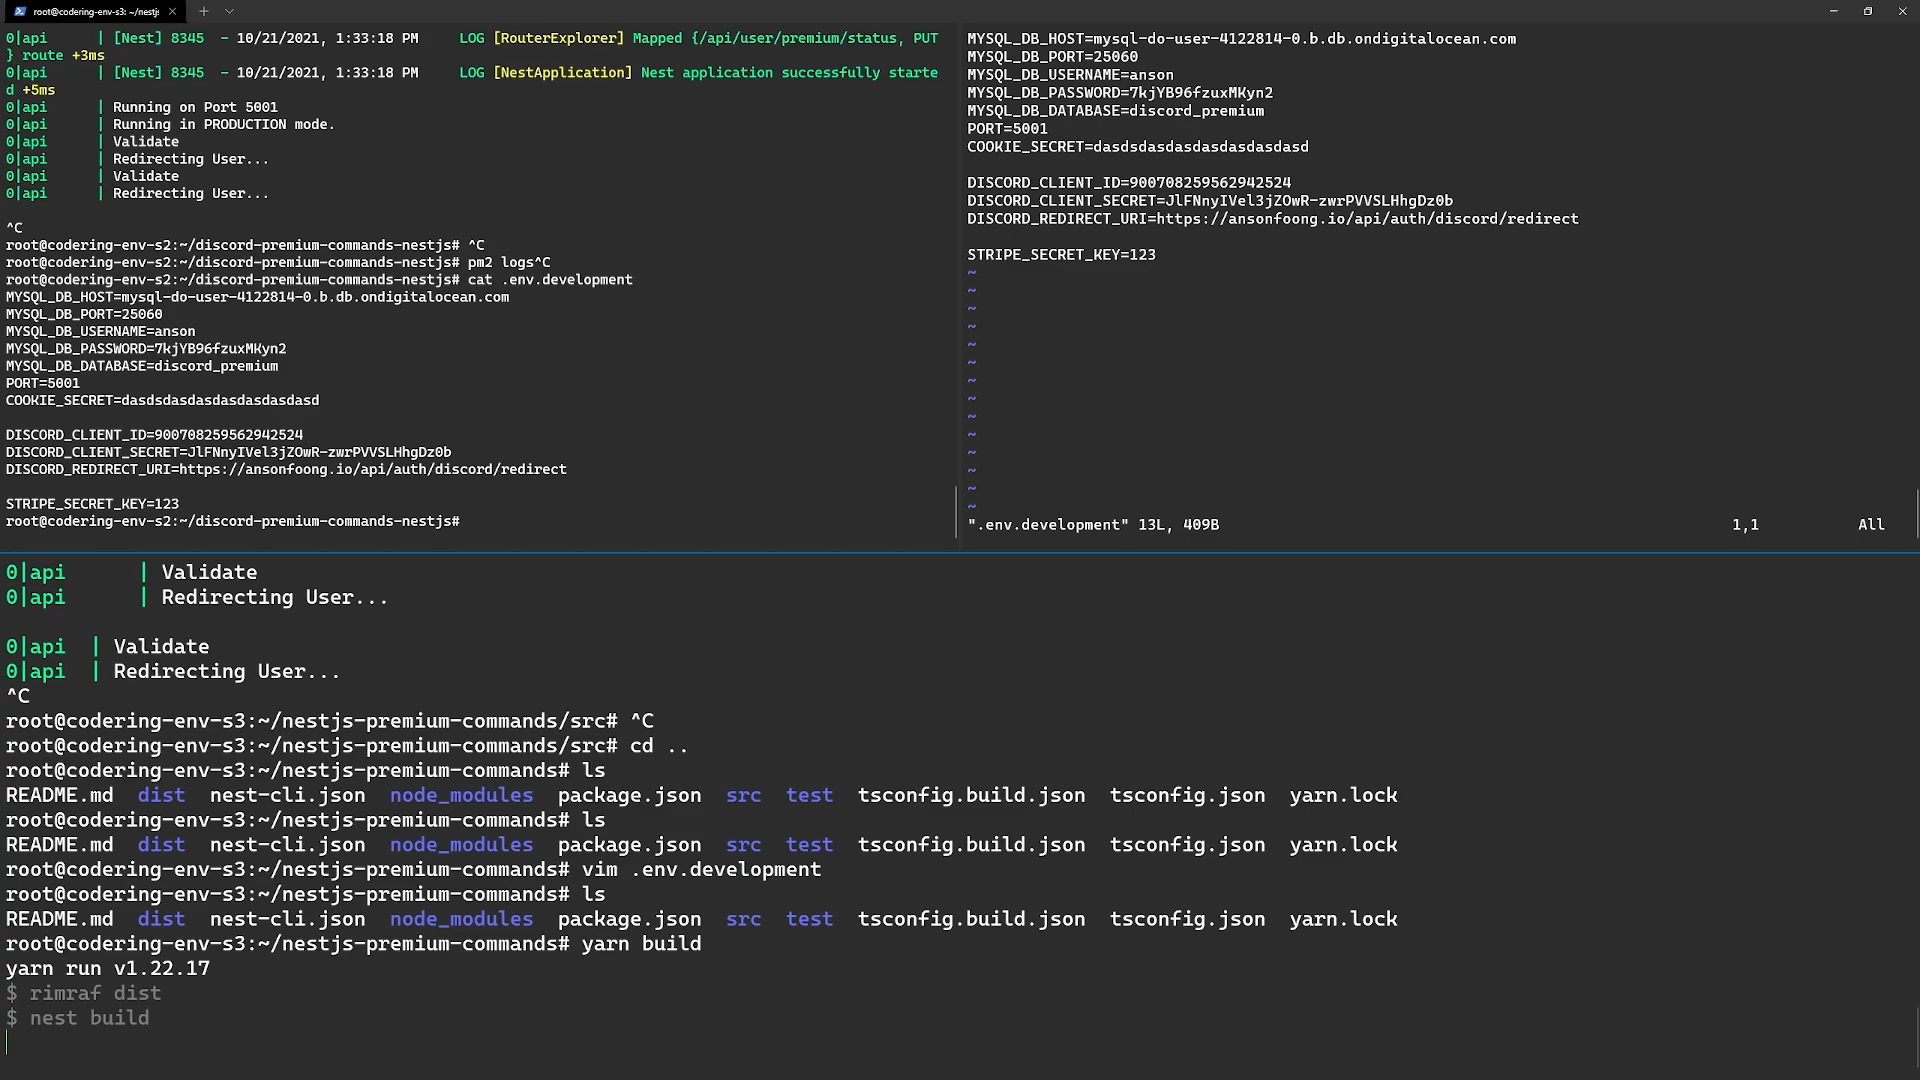 root@codering-env-s3: ~/nestjs
0|api      | [Nest] 8345  - 10/21/2021, 1:33:18 PM     LOG [RouterExplorer] Mapped {/api/user/premium/status, PUT
} route +3ms
0|api      | [Nest] 8345  - 10/21/2021, 1:33:18 PM     LOG [NestApplication] Nest application successfully starte
d +5ms
0|api      | Running on Port 5001
0|api      | Running in PRODUCTION mode.
0|api      | Validate
0|api      | Redirecting User...
0|api      | Validate
0|api      | Redirecting User...
^C
root@codering-env-s2:~/discord-premium-commands-nestjs# ^C
root@codering-env-s2:~/discord-premium-commands-nestjs# pm2 logs^C
root@codering-env-s2:~/discord-premium-commands-nestjs# cat .env.development
MYSQL_DB_HOST=mysql-do-user-4122814-0.b.db.ondigitalocean.com
MYSQL_DB_PORT=25060
MYSQL_DB_USERNAME=anson
MYSQL_DB_PASSWORD=7kjYB96fzuxMKyn2
MYSQL_DB_DATABASE=discord_premium
PORT=5001
COOKIE_SECRET=dasdsdasdasdasdasdasdasd
DISCORD_CLIENT_ID=900708259562942524
DISCORD_CLIENT_SECRET=JlFNnyIVel3jZOwR-zwrPVVSLHhgDz0b
DISCORD_REDIRECT_URI=https://ansonfoong.io/api/auth/discord/redirect
STRIPE_SECRET_KEY=123
root@codering-env-s2:~/discord-premium-commands-nestjs#
MYSQL_DB_HOST=mysql-do-user-4122814-0.b.db.ondigitalocean.com
MYSQL_DB_PORT=25060
MYSQL_DB_USERNAME=anson
MYSQL_DB_PASSWORD=7kjYB96fzuxMKyn2
MYSQL_DB_DATABASE=discord_premium
PORT=5001
COOKIE_SECRET=dasdsdasdasdasdasdasdasd
DISCORD_CLIENT_ID=900708259562942524
DISCORD_CLIENT_SECRET=JlFNnyIVel3jZOwR-zwrPVVSLHhgDz0b
DISCORD_REDIRECT_URI=https://ansonfoong.io/api/auth/discord/redirect
STRIPE_SECRET_KEY=123
~
~
~
~
~
~
~
~
~
~
~
~
~
~
".env.development" 13L, 409B     1,1     All
0|api      | Validate
0|api      | Redirecting User...
0|api  | Validate
0|api  | Redirecting User...
^C
root@codering-env-s3:~/nestjs-premium-commands/src# ^C
root@codering-env-s3:~/nestjs-premium-commands/src# cd ..
root@codering-env-s3:~/nestjs-premium-commands# ls
README.md  dist  nest-cli.json  node_modules  package.json  src  test  tsconfig.build.json  tsconfig.json  yarn.lock
root@codering-env-s3:~/nestjs-premium-commands# ls
README.md  dist  nest-cli.json  node_modules  package.json  src  test  tsconfig.build.json  tsconfig.json  yarn.lock
root@codering-env-s3:~/nestjs-premium-commands# vim .env.development
root@codering-env-s3:~/nestjs-premium-commands# ls
README.md  dist  nest-cli.json  node_modules  package.json  src  test  tsconfig.build.json  tsconfig.json  yarn.lock
root@codering-env-s3:~/nestjs-premium-commands# yarn build
yarn run v1.22.17
$ rimraf dist
$ nest build